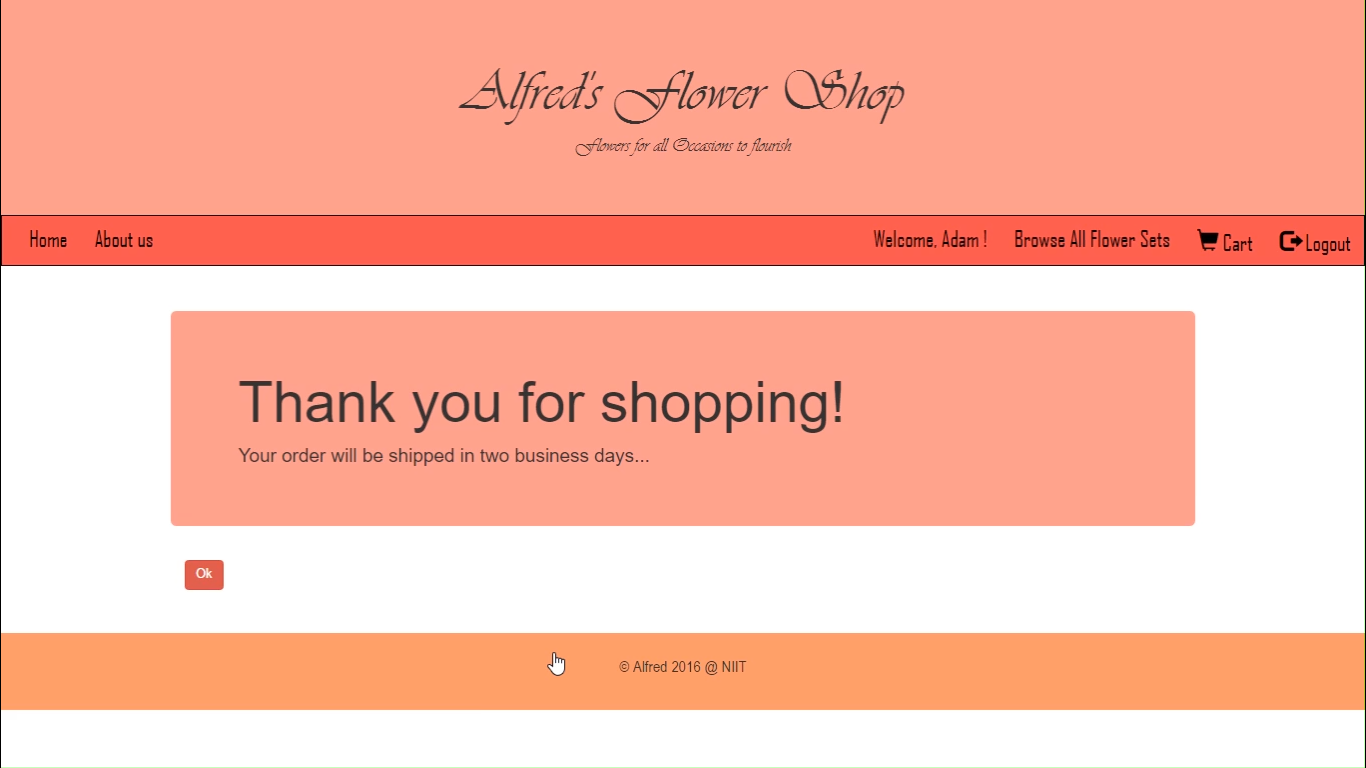 Alfred's Flower Shop
Flowers for all Occasions to flourish
Home About us Welcome, Adam ! Browse All Flower Sets Cart Logout
Thank you for shopping!
Your order will be shipped in two business days...
Ok
© Alfred 2016 @ NIIT